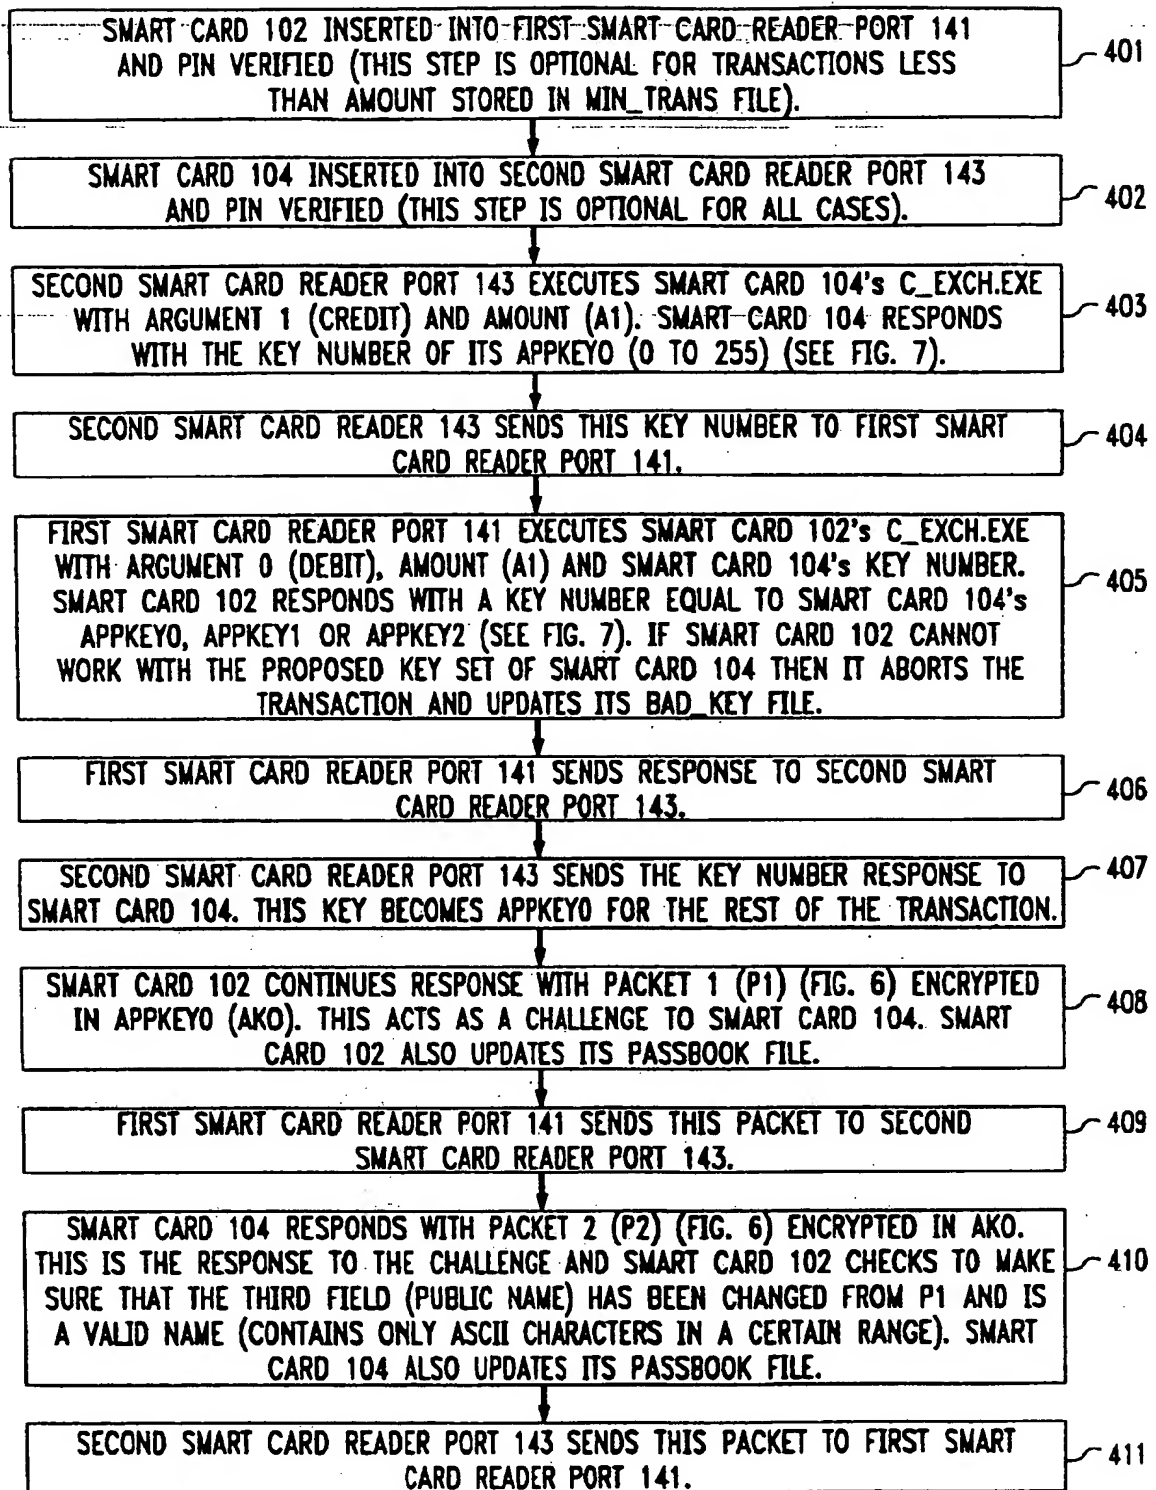 SMART CARD 102 INSERTED INTO FIRST SMART CARD READER PORT 141
AND PIN VERIFIED (THIS STEP IS OPTIONAL FOR TRANSACTIONS LESS
THAN AMOUNT STORED IN MIN_TRANS FILE).
401
SMART CARD 104 INSERTED INTO SECOND SMART CARD READER PORT 143
AND PIN VERIFIED (THIS STEP IS OPTIONAL FOR ALL CASES).
402
SECOND SMART CARD READER PORT 143 EXECUTES SMART CARD 104's C_EXCH.EXE
WITH ARGUMENT 1 (CREDIT) AND AMOUNT (A1). SMART CARD 104 RESPONDS
WITH THE KEY NUMBER OF ITS APPKEY0 (0 TO 255) (SEE FIG. 7).
403
SECOND SMART CARD READER 143 SENDS THIS KEY NUMBER TO FIRST SMART
CARD READER PORT 141.
404
FIRST SMART CARD READER PORT 141 EXECUTES SMART CARD 102's C_EXCH.EXE
WITH ARGUMENT 0 (DEBIT), AMOUNT (A1) AND SMART CARD 104's KEY NUMBER.
SMART CARD 102 RESPONDS WITH A KEY NUMBER EQUAL TO SMART CARD 104's
APPKEY0, APPKEY1 OR APPKEY2 (SEE FIG. 7). IF SMART CARD 102 CANNOT
WORK WITH THE PROPOSED KEY SET OF SMART CARD 104 THEN IT ABORTS THE
TRANSACTION AND UPDATES ITS BAD_KEY FILE.
405
FIRST SMART CARD READER PORT 141 SENDS RESPONSE TO SECOND SMART
CARD READER PORT 143.
406
SECOND SMART CARD READER PORT 143 SENDS THE KEY NUMBER RESPONSE TO
SMART CARD 104. THIS KEY BECOMES APPKEY0 FOR THE REST OF THE TRANSACTION.
407
SMART CARD 102 CONTINUES RESPONSE WITH PACKET 1 (P1) (FIG. 6) ENCRYPTED
IN APPKEY0 (AK0). THIS ACTS AS A CHALLENGE TO SMART CARD 104. SMART
CARD 102 ALSO UPDATES ITS PASSBOOK FILE.
408
FIRST SMART CARD READER PORT 141 SENDS THIS PACKET TO SECOND
SMART CARD READER PORT 143.
409
SMART CARD 104 RESPONDS WITH PACKET 2 (P2) (FIG. 6) ENCRYPTED IN AK0.
THIS IS THE RESPONSE TO THE CHALLENGE AND SMART CARD 102 CHECKS TO MAKE
SURE THAT THE THIRD FIELD (PUBLIC NAME) HAS BEEN CHANGED FROM P1 AND IS
A VALID NAME (CONTAINS ONLY ASCII CHARACTERS IN A CERTAIN RANGE). SMART
CARD 104 ALSO UPDATES ITS PASSBOOK FILE.
410
SECOND SMART CARD READER PORT 143 SENDS THIS PACKET TO FIRST SMART
CARD READER PORT 141.
411